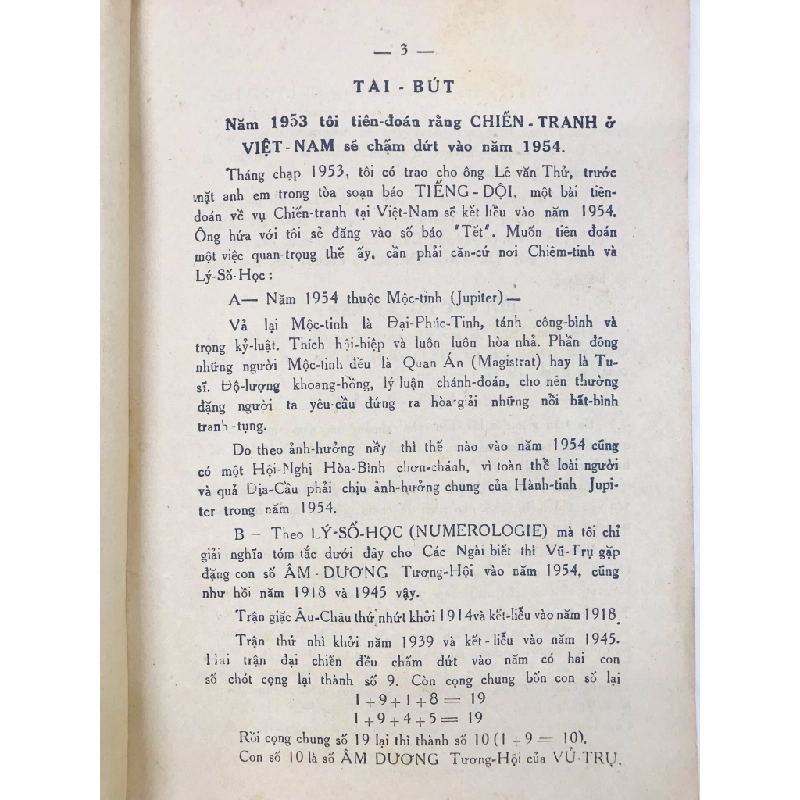 — 3 —
TÁI - BÚT
Năm 1953 tôi tiên-đoán rằng CHIẾN-TRANH ở
VIỆT-NAM sẽ chấm dứt vào năm 1954.
Tháng chạp 1953, tôi có trao cho ông Lê văn Thử, trước
mặt anh em trong tòa soạn báo TIẾNG-DỘI, một bài tiên-
đoán về vụ Chiến-tranh tại Việt-Nam sẽ kết liễu vào năm 1954.
Ông hứa với tôi sẽ đăng vào số báo "Tết". Muốn tiên đoán
một việc quan-trọng thế ấy, cần phải căn-cứ nơi Chiêm-tinh và
Lý-Số-Học :
A— Năm 1954 thuộc Mộc-tinh (Jupiter)—
Vả lại Mộc-tinh là Đại-Phúc-Tinh, tánh công-bình và
trọng kỷ-luật. Thích hội-hiệp và luôn luôn hòa nhã. Phần đông
những người Mộc-tinh đều là Quan Án (Magistrat) hay là Tu-
sĩ. Độ-lượng khoang-hồng, lý luận chánh-đoán, cho nên thường
đặng người ta yêu-cầu đứng ra hòa-giải những nỗi bất-bình
tranh-tụng.
Do theo ảnh-hưởng nầy thì thế nào vào năm 1954 cũng
có một Hội-Nghị Hòa-Bình chơn-chánh, vì toàn thể loài người
và quả Địa-Cầu phải chịu ảnh-hưởng chung của Hành-tinh Jupi-
ter trong năm 1954.
B — Theo LÝ-SỐ-HỌC (NUMEROLOGIE) mà tôi chỉ
giải nghĩa tóm tắc dưới đây cho Các Ngài biết thì Vũ-Trụ gặp
đặng con số ÂM-DƯƠNG Tương-Hội vào năm 1954, cũng
như hồi năm 1918 và 1945 vậy.
Trận giặc Âu-Châu thứ nhứt khởi 1914 và kết-liễu vào năm 1918.
Trận thứ nhì khởi năm 1939 và kết-liễu vào năm 1945.
Hai trận đại chiến đều chấm dứt vào năm có hai con
số chót cọng lại thành số 9. Còn cọng chung bốn con số lại
1+9+1+8 = 19
1+9+4+5 = 19
Rồi cọng chung số 19 lại thì thành số 10 (1+9 = 10).
Con số 10 là số ÂM DƯƠNG Tương-Hội của VŨ-TRỤ.